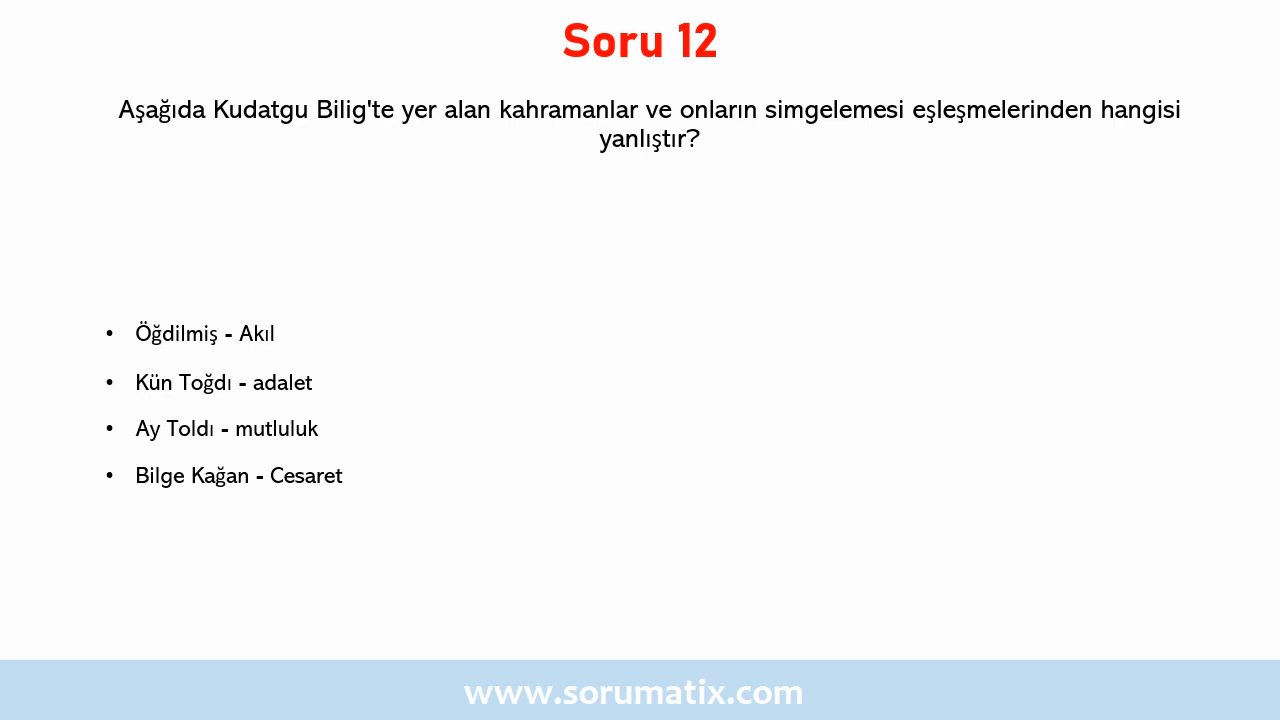 Soru 12
Aşağıda Kudatgu Bilig'te yer alan kahramanlar ve onların simgelemesi eşleşmelerinden hangisi
yanlıştır?
• Öğdilmiş - Akıl
• Kün Toğdı - adalet
• Ay Toldı - mutluluk
• Bilge Kağan - Cesaret
www.sorumatix.com